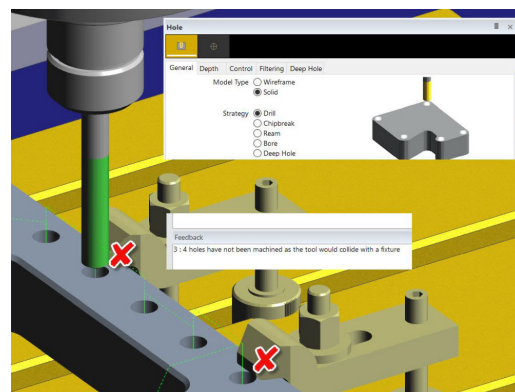 Hole
General Depth Control Filtering Deep Hole
Model Type Wireframe
Solid
Strategy Drill
Chipbreak
Ream
Bore
Deep Hole
Feedback
3 : 4 holes have not been machined as the tool would collide with a fixture